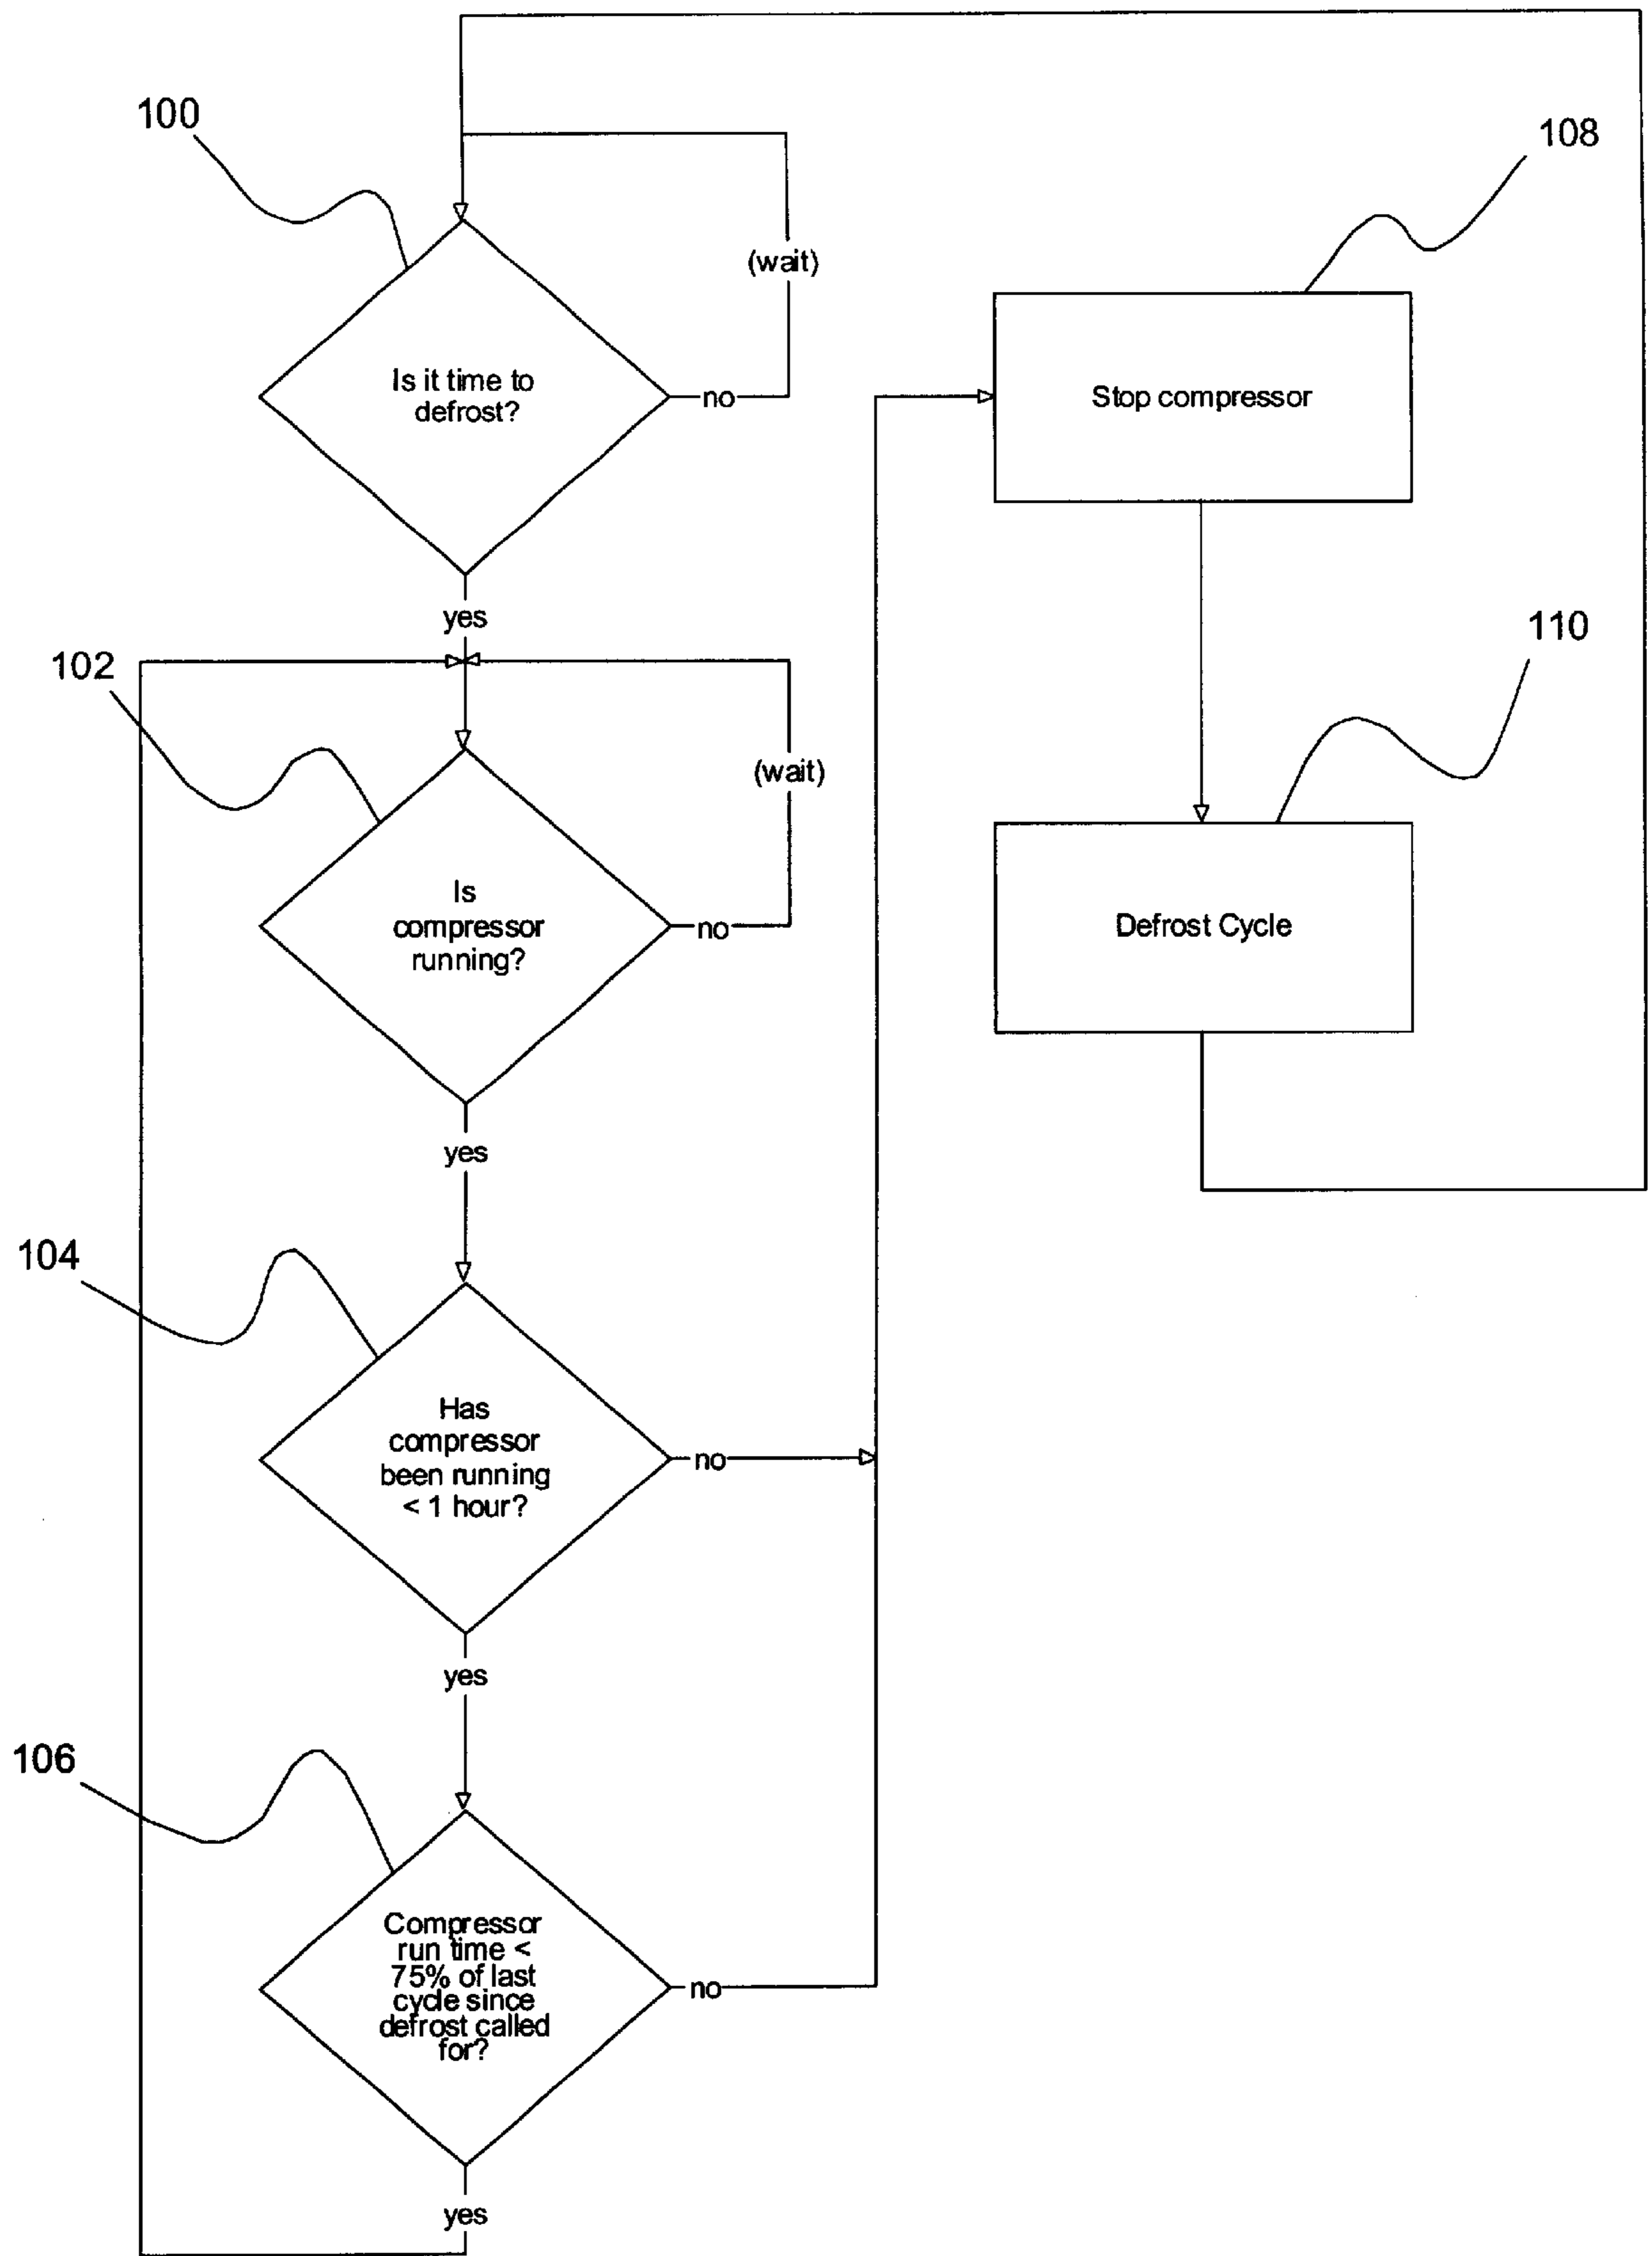 100
108
(wait)
Is it time to
defrost?
no
Stop compressor
yes
110
102
(wait)
Is
compressor
running?
no
Defrost Cycle
yes
104
Has
compressor
been running
< 1 hour?
no
yes
106
Compressor
run time <
75% of last
cycle since
defrost called
for?
no
yes